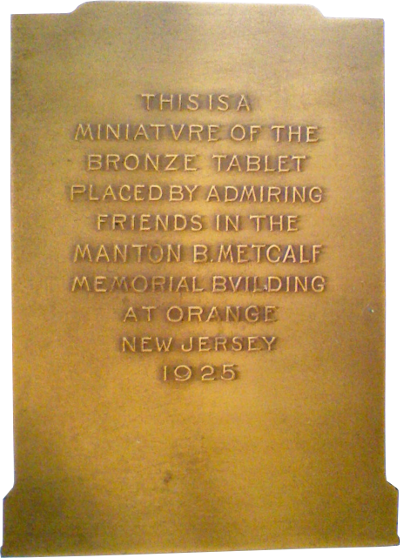 THIS IS A
MINIATVRE OF THE
BRONZE TABLET
PLACED BY ADMIRING
FRIENDS IN THE
MANTON B. METCALF
MEMORIAL BVILDING
AT ORANGE
NEW JERSEY
1925